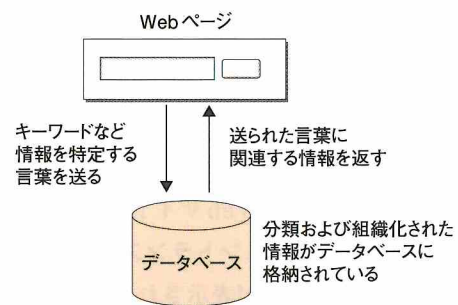 Webページ
キーワードなど
情報を特定する
言葉を送る
送られた言葉に
関連する情報を返す
データベース
分類および組織化された
情報がデータベースに
格納されている